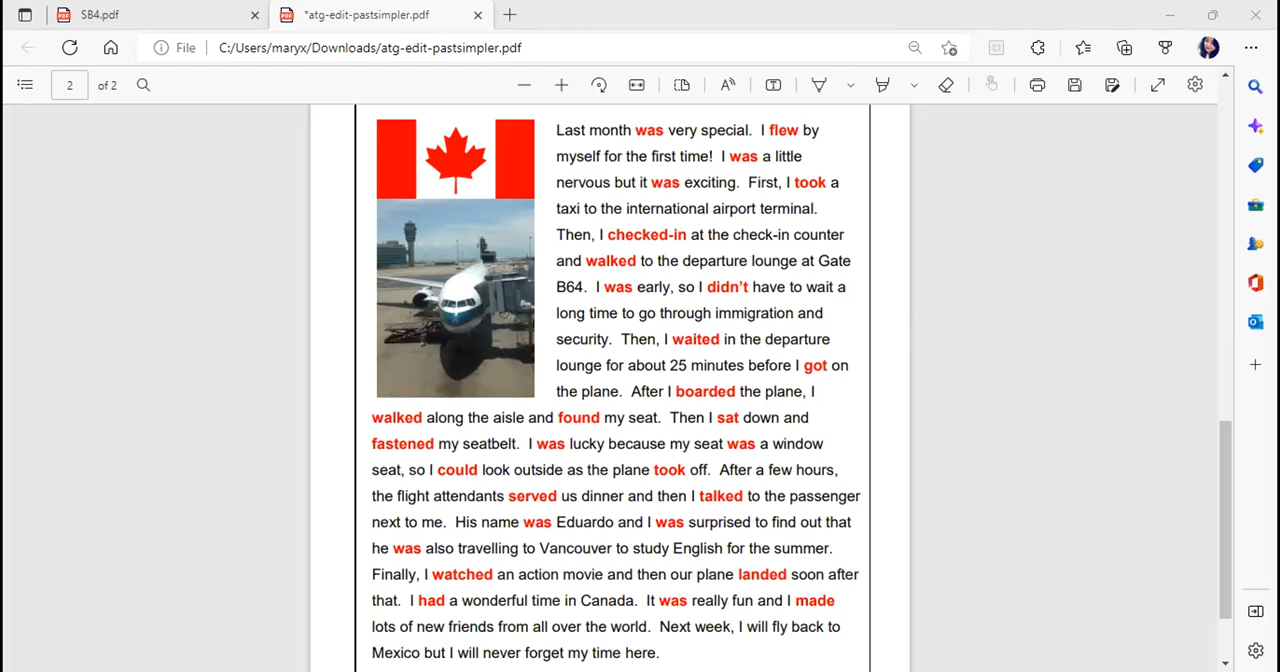 SB4.pdf
*atg-edit-pastsimpler.pdf
File
C:/Users/maryx/Downloads/atg-edit-pastsimpler.pdf
2
of 2
Last month was very special. I flew by
myself for the first time! I was a little
nervous but it was exciting. First, I took a
taxi to the international airport terminal.
Then, I checked-in at the check-in counter
and walked to the departure lounge at Gate
B64. I was early, so I didn't have to wait a
long time to go through immigration and
security. Then, I waited in the departure
lounge for about 25 minutes before I got on
the plane. After I boarded the plane, I
walked along the aisle and found my seat. Then I sat down and
fastened my seatbelt. I was lucky because my seat was a window
seat, so I could look outside as the plane took off. After a few hours,
the flight attendants served us dinner and then I talked to the passenger
next to me. His name was Eduardo and I was surprised to find out that
he was also travelling to Vancouver to study English for the summer.
Finally, I watched an action movie and then our plane landed soon after
that. I had a wonderful time in Canada. It was really fun and I made
lots of new friends from all over the world. Next week, I will fly back to
Mexico but I will never forget my time here.